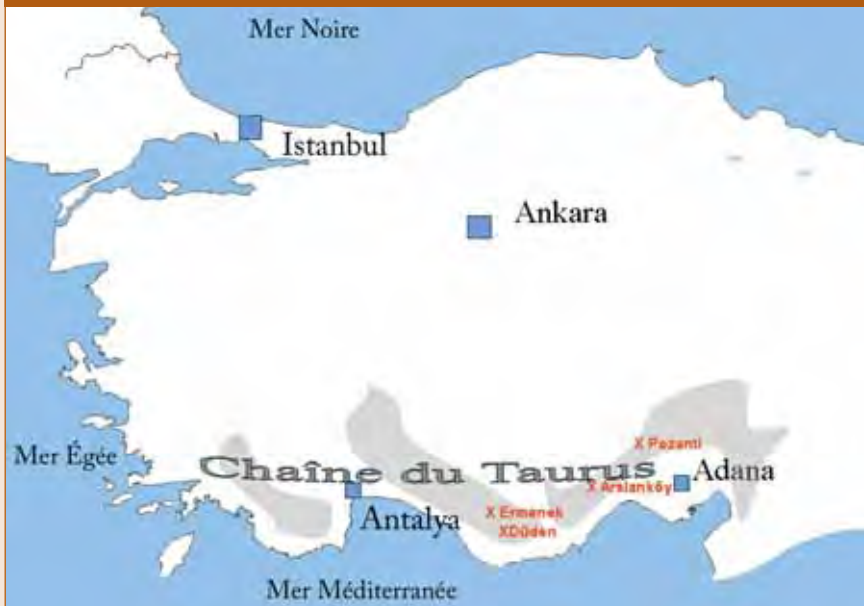 Mer Noire
Istanbul
Ankara
Mer Égée
Chaîne du Taurus
X Pozanti
Adana
X Arslanköy
Antalya
X Ermenek
XDüden
Mer Méditerranée